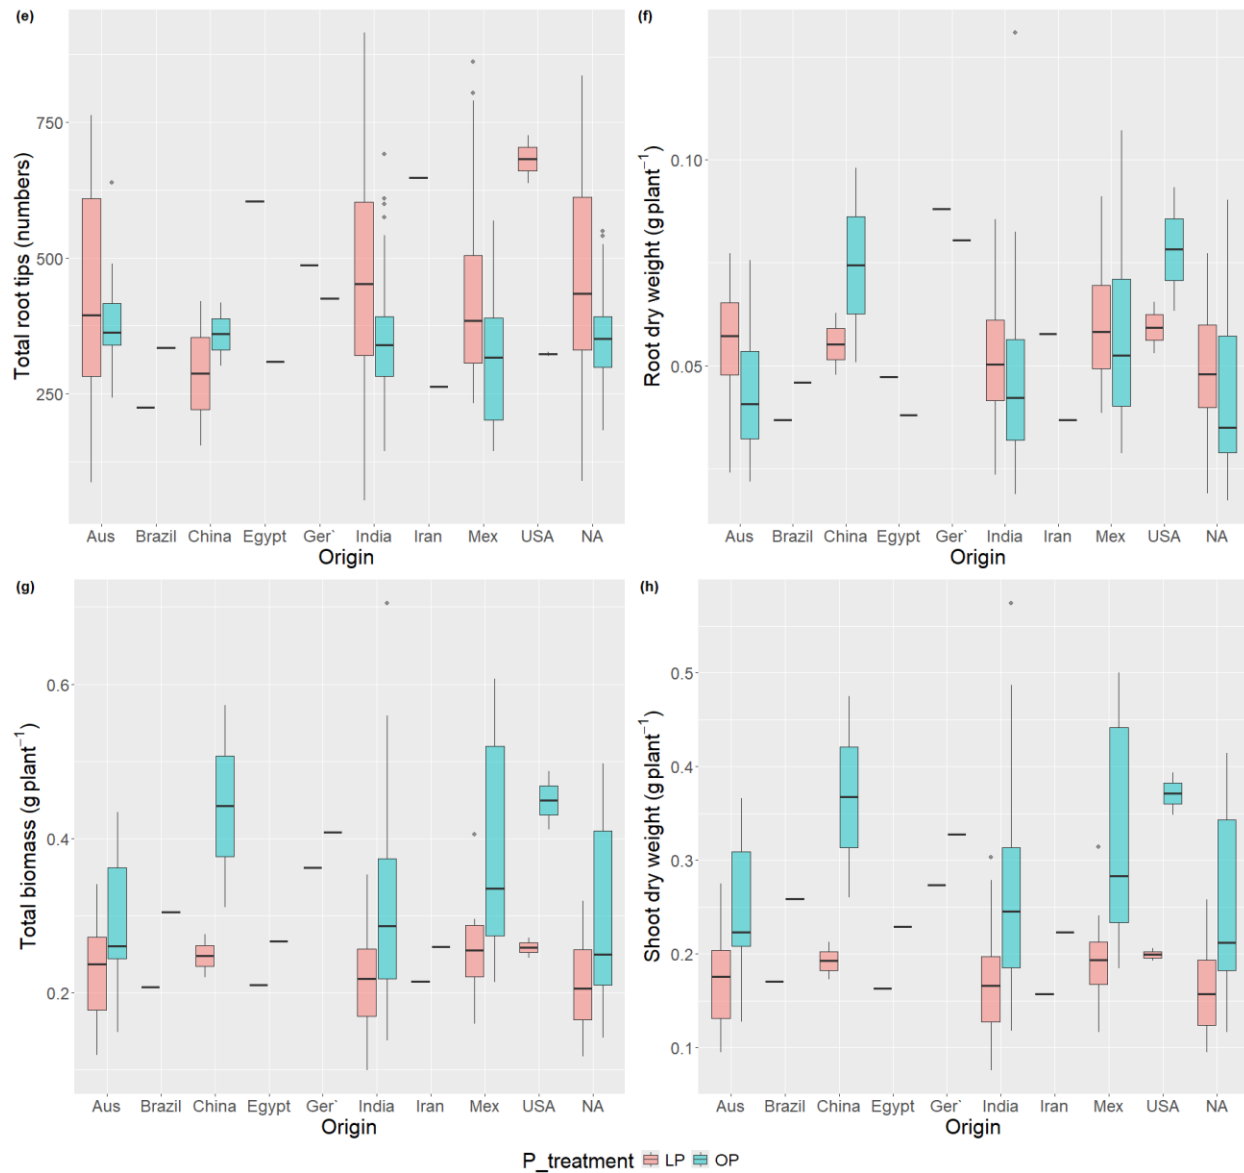 (e)
Total root tips (numbers)
750
500
250
Aus Brazil China Egypt Ger` India Iran Mex USA NA
Origin
(f)
Root dry weight (g plant⁻¹)
0.10
0.05
Aus Brazil China Egypt Ger` India Iran Mex USA NA
Origin
(g)
Total biomass (g plant⁻¹)
0.6
0.4
0.2
Aus Brazil China Egypt Ger` India Iran Mex USA NA
Origin
(h)
Shoot dry weight (g plant⁻¹)
0.5
0.4
0.3
0.2
0.1
Aus Brazil China Egypt Ger` India Iran Mex USA NA
Origin
P_treatment LP OP